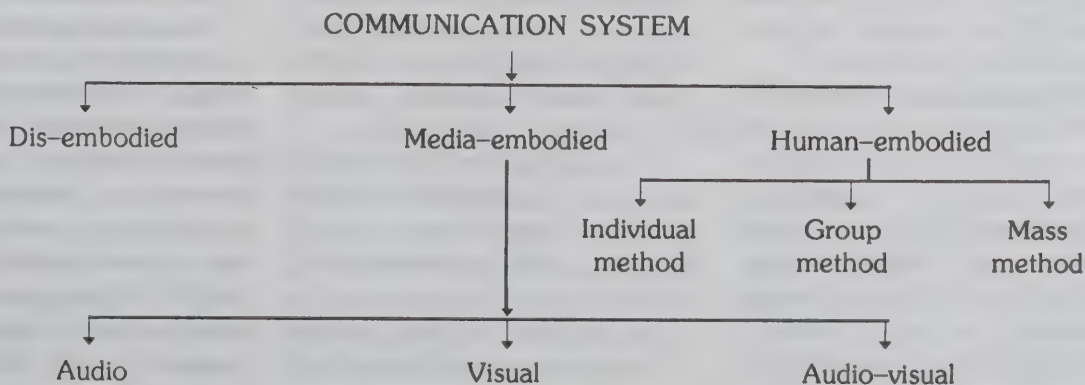 COMMUNICATION SYSTEM
Dis–embodied Media–embodied Human–embodied
Individual method
Group method
Mass method
Audio Visual Audio–visual